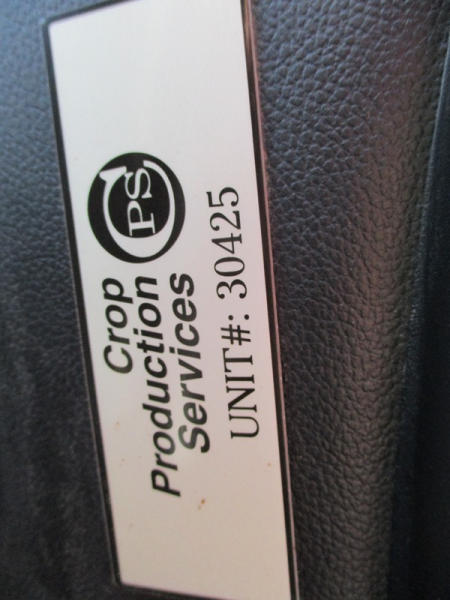 Crop
Production
Services
CPS
UNIT#: 30425